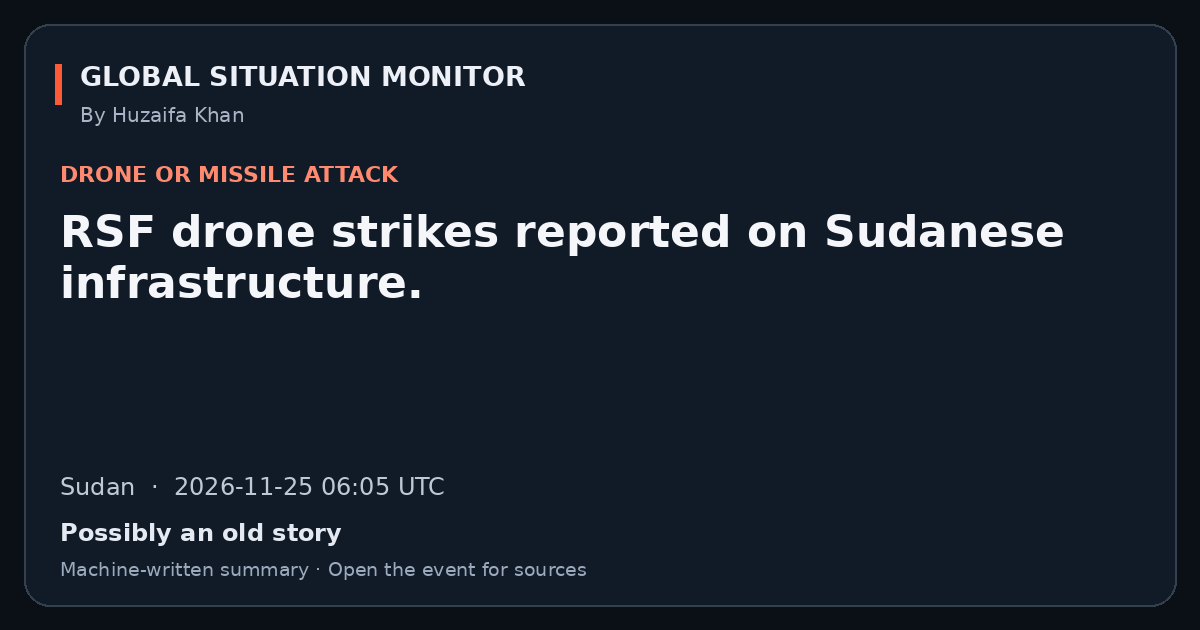 GLOBAL SITUATION MONITOR
By Huzaifa Khan
DRONE OR MISSILE ATTACK
RSF drone strikes reported on Sudanese
infrastructure.
Sudan · 2026-11-25 06:05 UTC
Possibly an old story
Machine-written summary · Open the event for sources